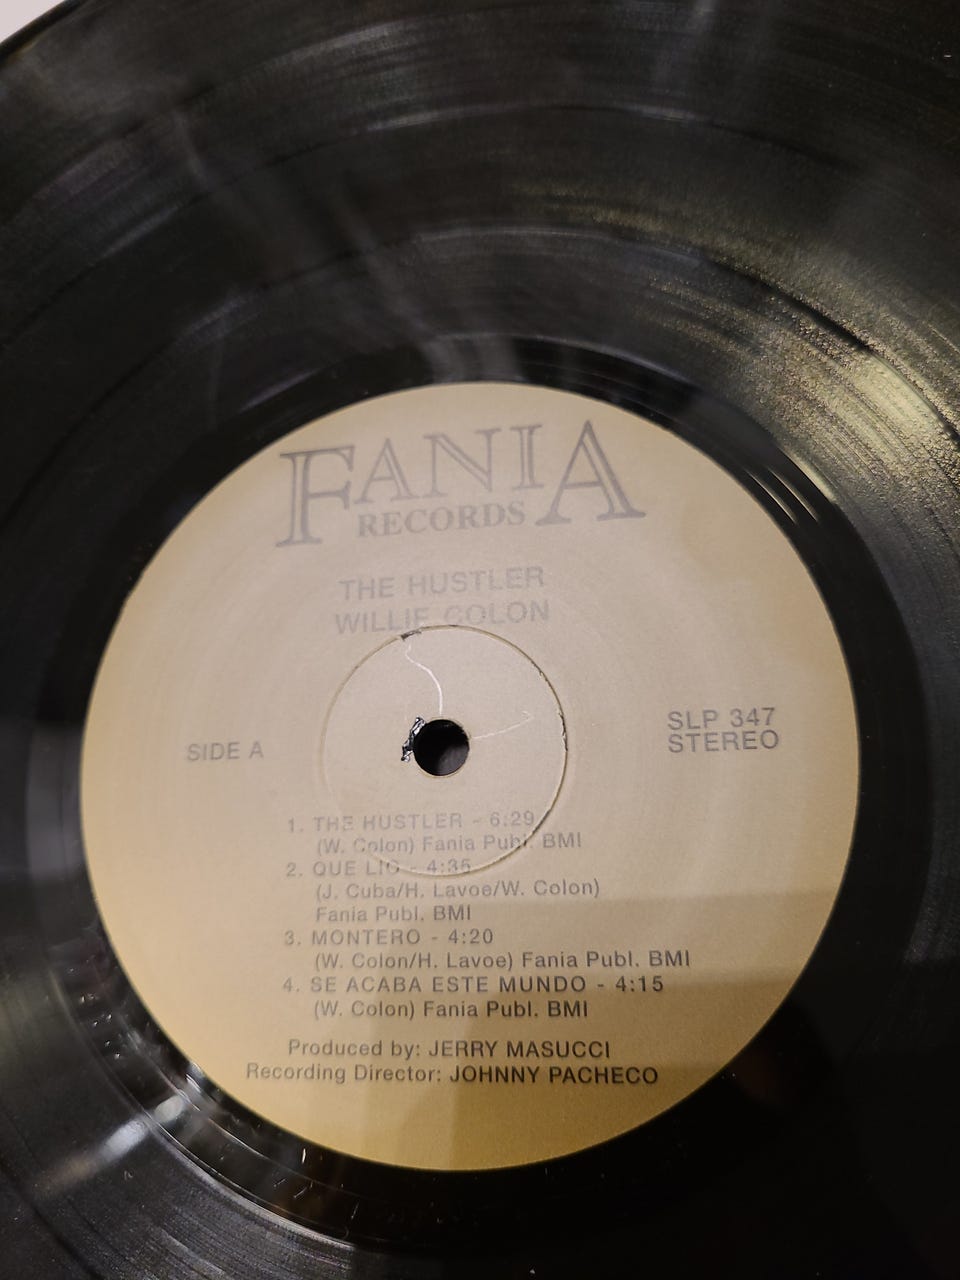 FANIA
RECORDS
THE HUSTLER
WILLIE COLON
SIDE A
SLP 347
STEREO
1. THE HUSTLER - 6:29
(W. Colon) Fania Publ. BMI
2. QUE LIO - 4:35
(J. Cuba/H. Lavoe/W. Colon)
Fania Publ. BMI
3. MONTERO - 4:20
(W. Colon/H. Lavoe) Fania Publ. BMI
4. SE ACABA ESTE MUNDO - 4:15
(W. Colon) Fania Publ. BMI
Produced by: JERRY MASUCCI
Recording Director: JOHNNY PACHECO